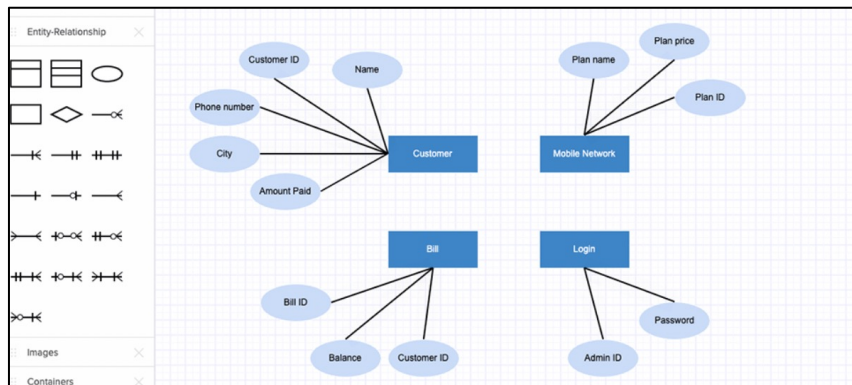 Entity-Relationship
Images
Containers
Customer ID
Name
Phone number
City
Amount Paid
Customer
Plan name
Plan price
Plan ID
Mobile Network
Bill
Bill ID
Balance
Customer ID
Login
Password
Admin ID